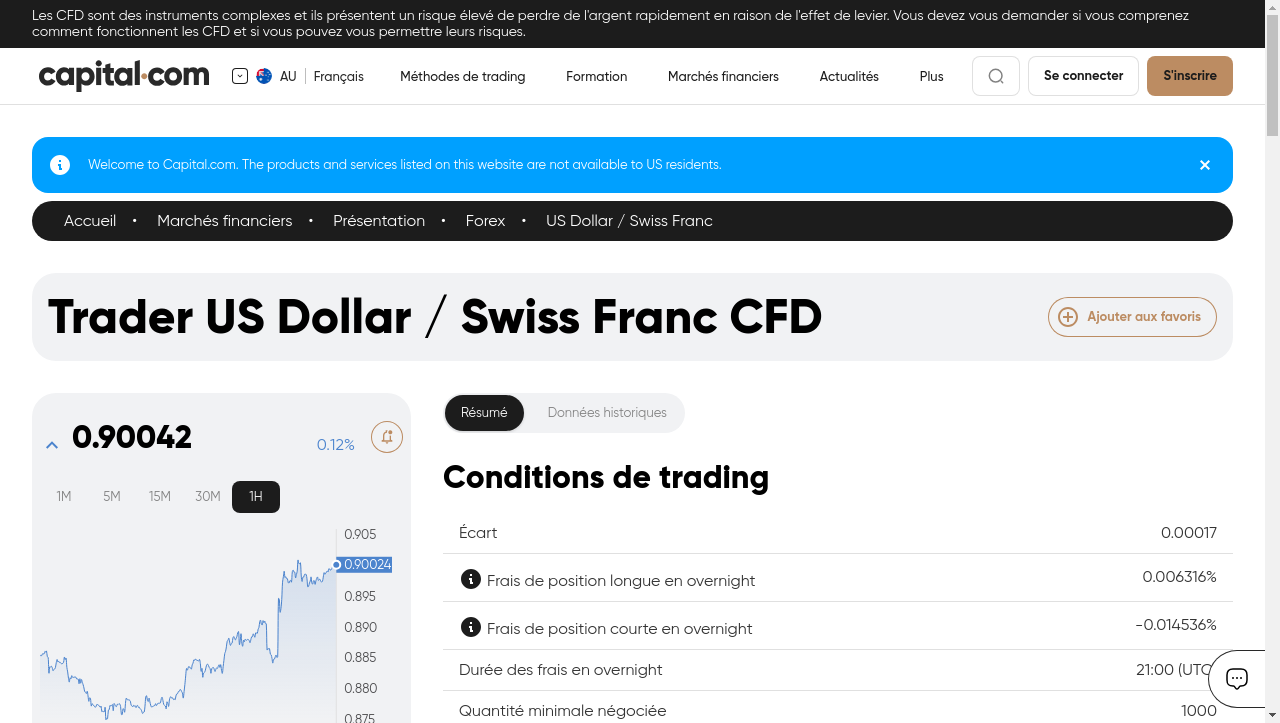 Les CFD sont des instruments complexes et ils présentent un risque élevé de perdre de l'argent rapidement en raison de l'effet de levier. Vous devez vous demander si vous comprenez
comment fonctionnent les CFD et si vous pouvez vous permettre leurs risques.
capital.com
AU Français
Méthodes de trading
Formation
Marchés financiers
Actualités
Plus
Se connecter
S'inscrire
Welcome to Capital.com. The products and services listed on this website are not available to US residents.
Accueil • Marchés financiers • Présentation • Forex • US Dollar / Swiss Franc
Trader US Dollar / Swiss Franc CFD
Ajouter aux favoris
0.90042
0.12%
1M 5M 15M 30M 1H
0.905
0.90024
0.895
0.890
0.885
0.880
0.875
Résumé
Données historiques
Conditions de trading
Écart 0.00017
Frais de position longue en overnight 0.006316%
Frais de position courte en overnight -0.014536%
Durée des frais en overnight 21:00 (UTC
Quantité minimale négociée 1000